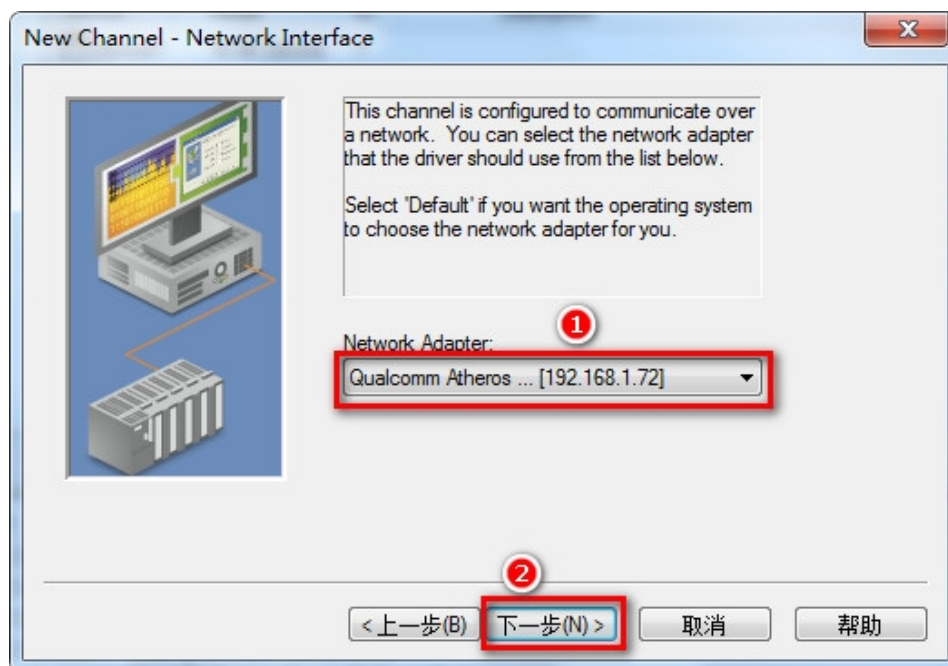 New Channel - Network Interface
This channel is configured to communicate over
a network. You can select the network adapter
that the driver should use from the list below.
Select 'Default' if you want the operating system
to choose the network adapter for you.
1
Network Adapter:
Qualcomm Atheros ... [192.168.1.72]
2
<上一步(B) 下一步(N)> 取消 帮助